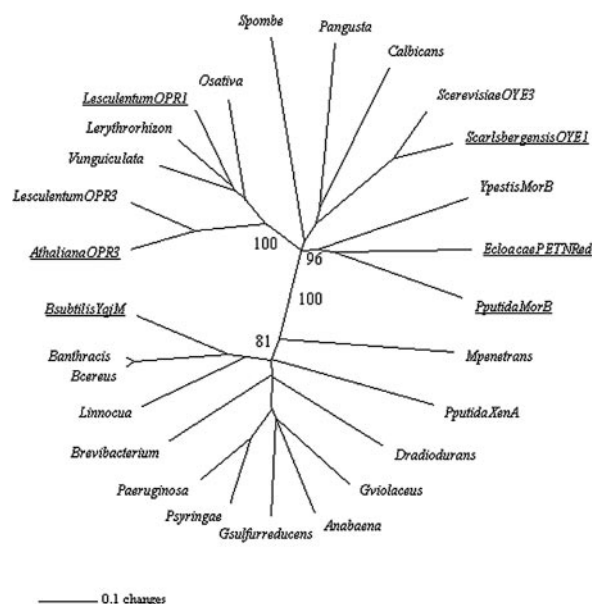 Spombe
Pangusta
Calbicans
Osativa
LesculentumOPR1
ScerevisiaeOYE3
Lerythrorhizon
ScarlsbergensisOYE1
Vunguiculata
YpestisMorB
LesculentumOPR3
100
96
EcloacaePETNRed
AthalianaOPR3
100
PputidaMorB
BsubtilisYqjM
81
Mpenetrans
Banthracis
Bcereus
Linnocua
PputidaXenA
Brevibacterium
Dradiodurans
Paeruginosa
Gviolaceus
Psyringae
Anabaena
Gsulfurreducens
0.1 changes